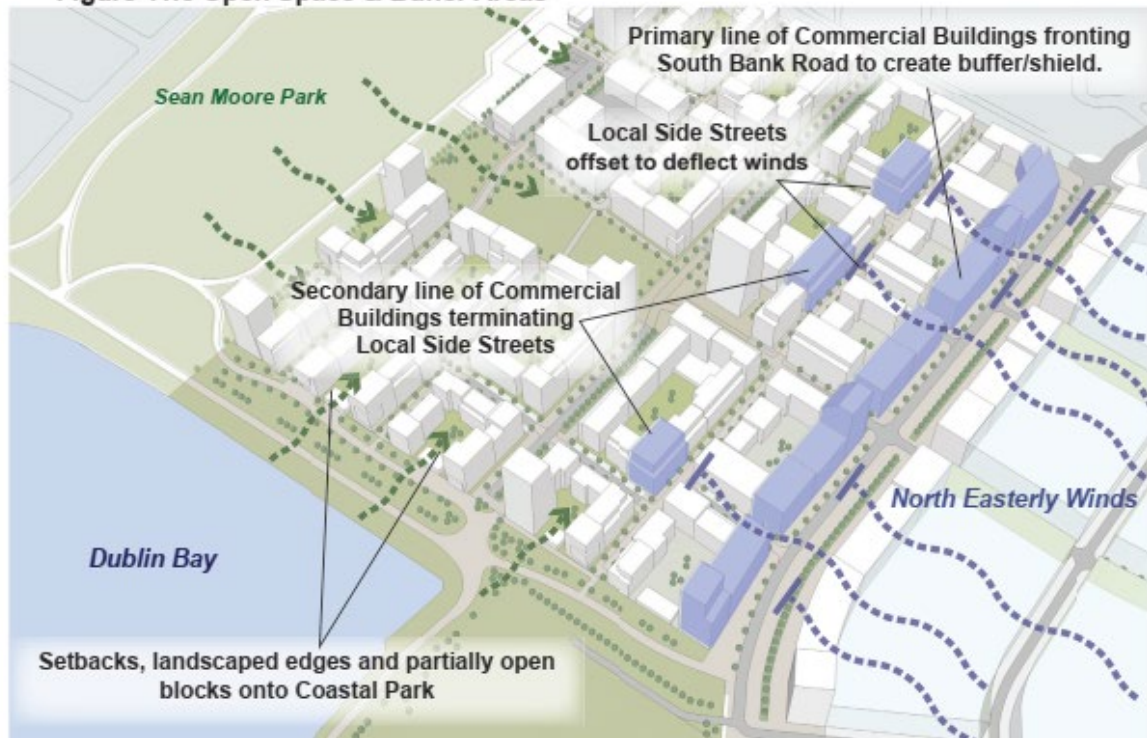 Primary line of Commercial Buildings fronting
South Bank Road to create buffer/shield.
Sean Moore Park
Local Side Streets
offset to deflect winds
Secondary line of Commercial
Buildings terminating
Local Side Streets
North Easterly Winds
Dublin Bay
Setbacks, landscaped edges and partially open
blocks onto Coastal Park